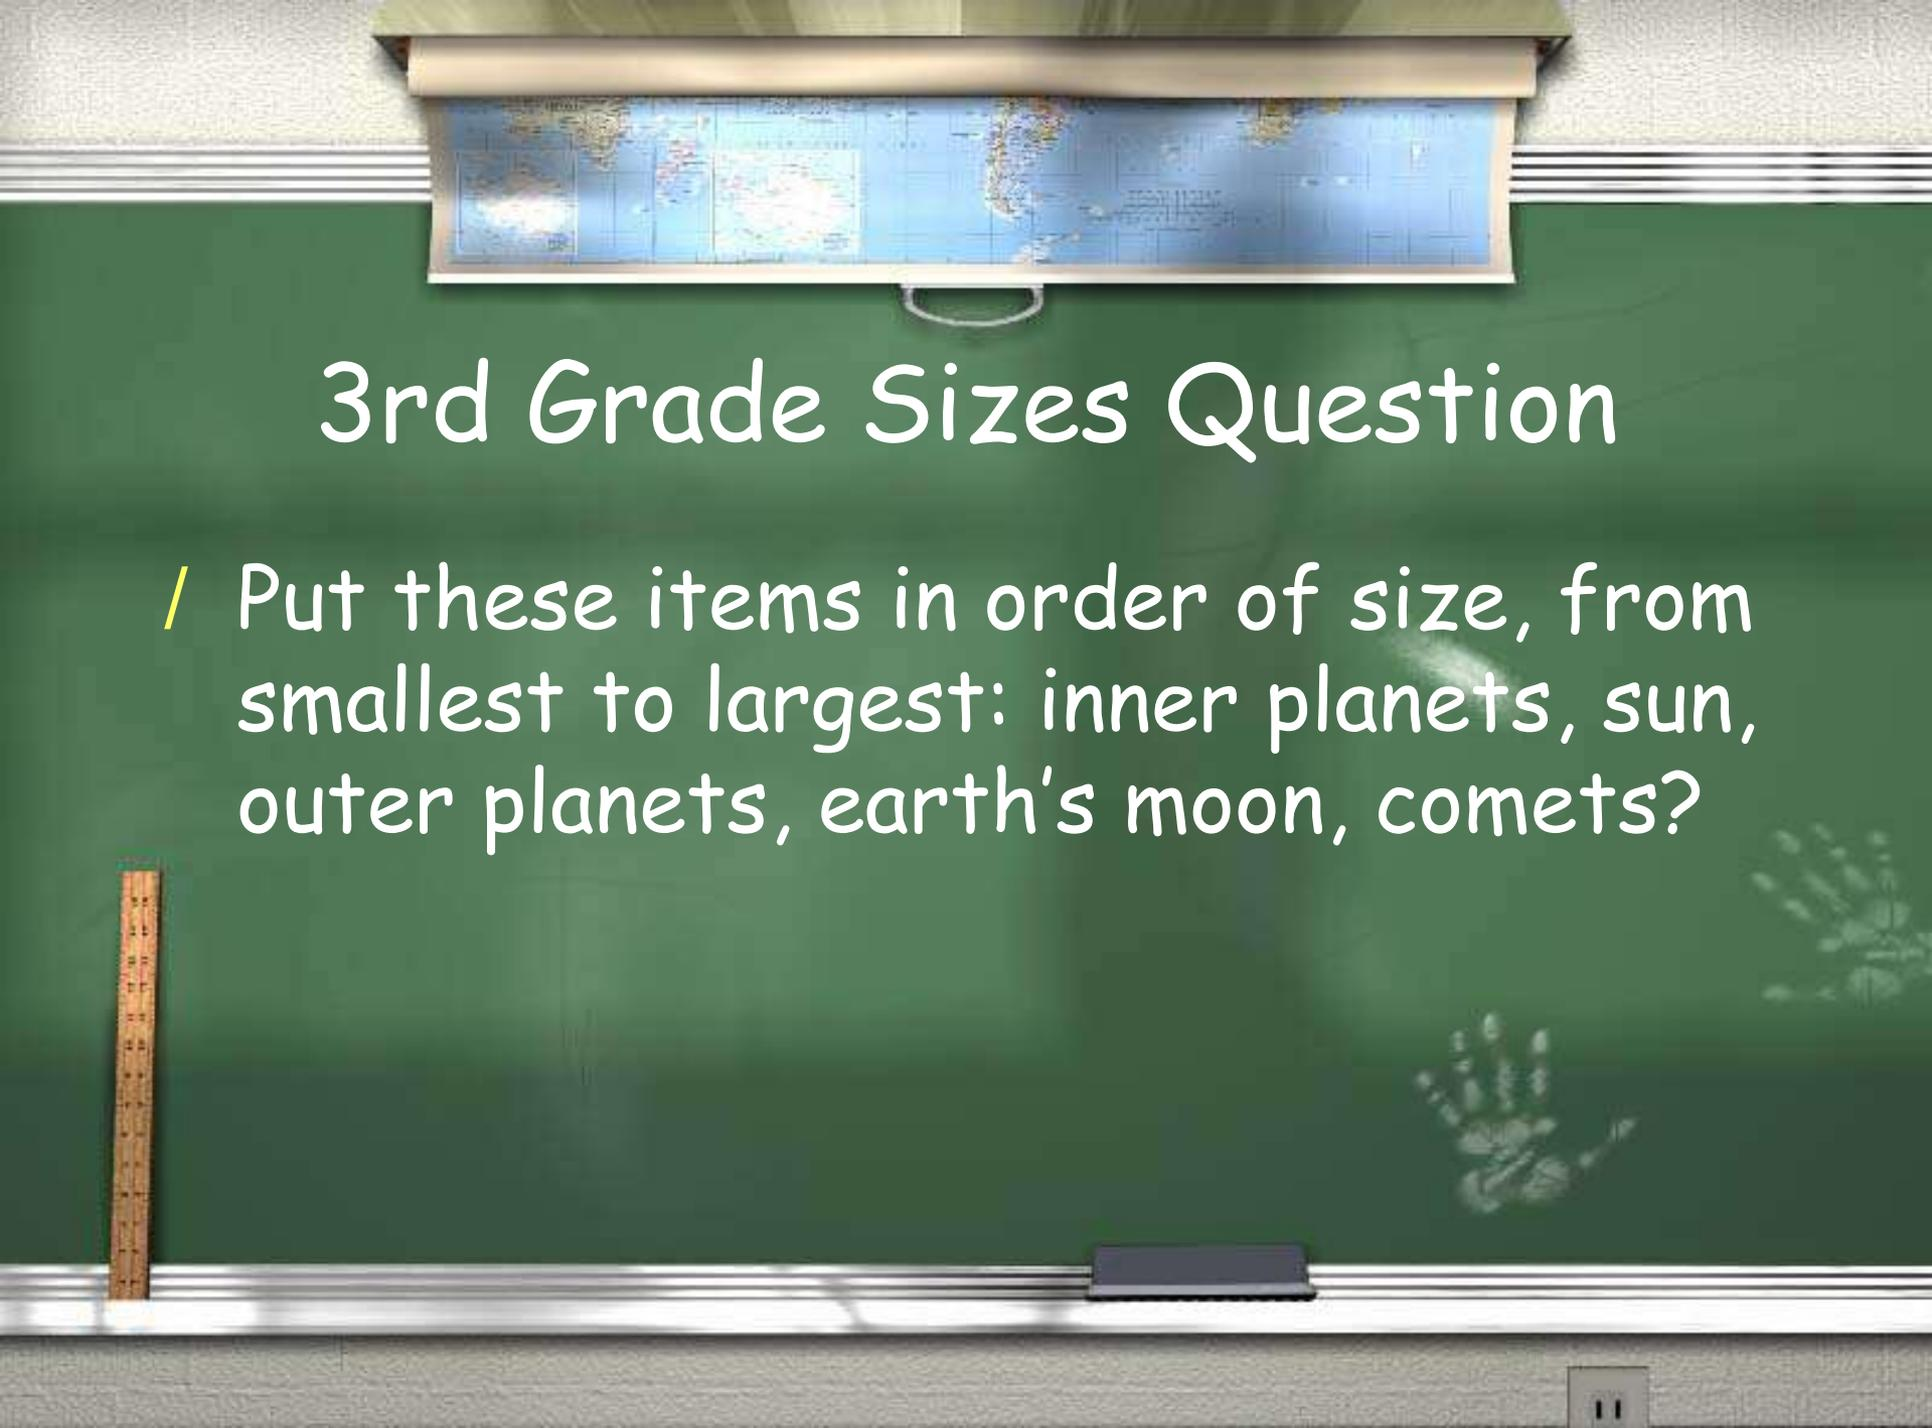 3rd Grade Sizes Question
/ Put these items in order of size, from
smallest to largest: inner planets, sun,
outer planets, earth’s moon, comets?